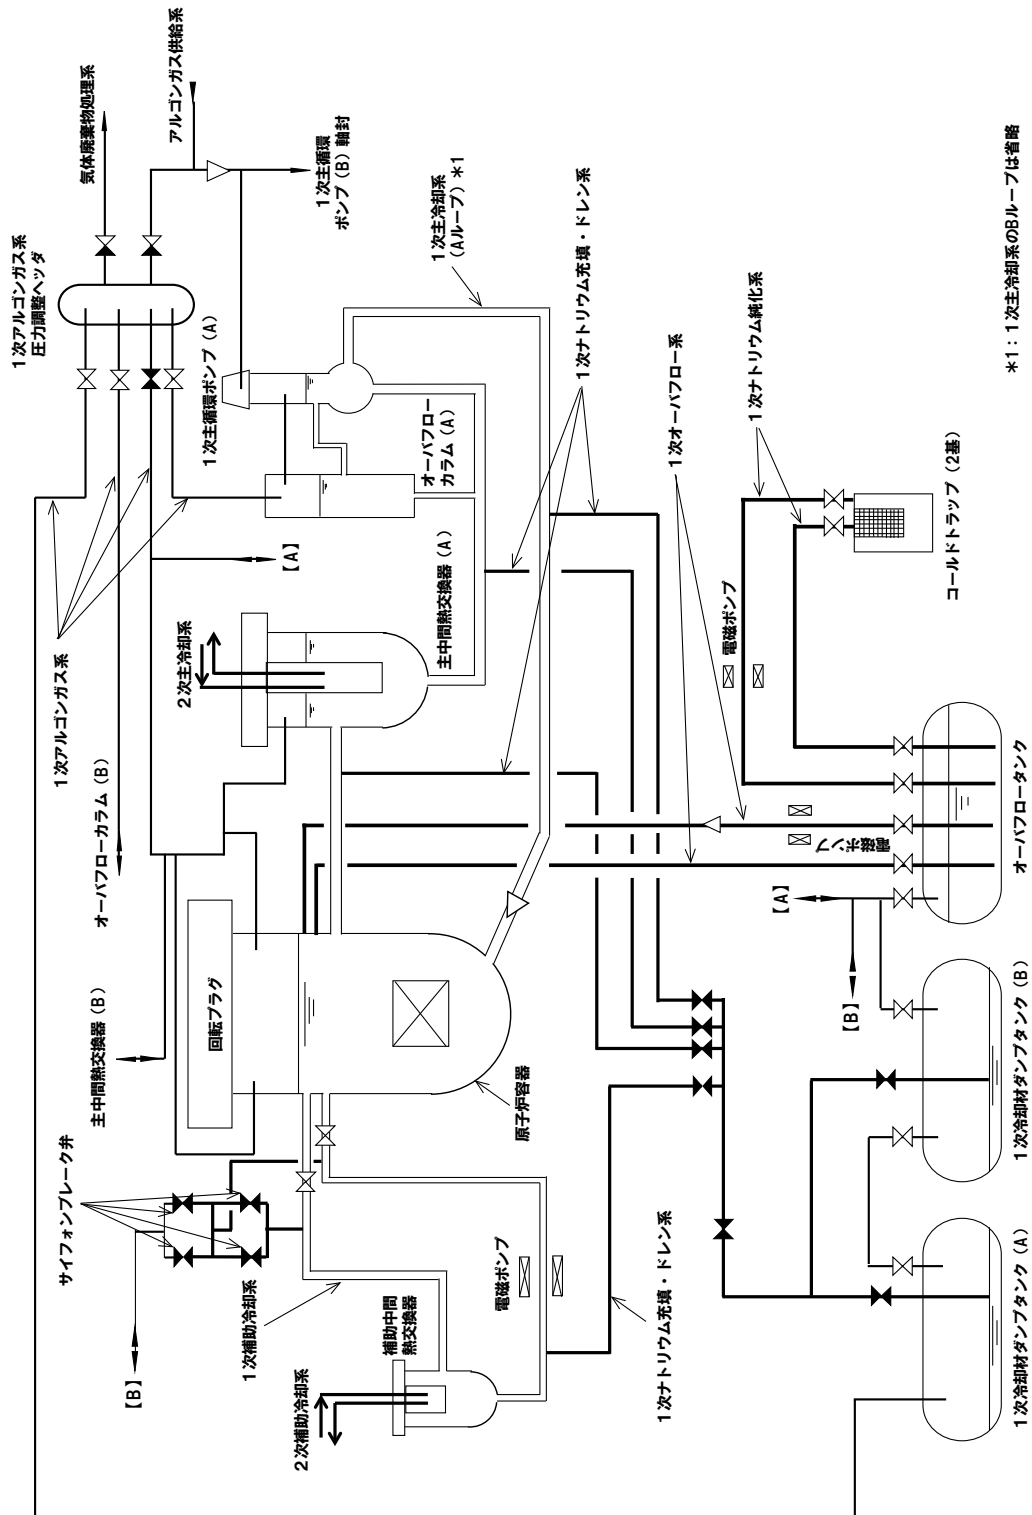 1次アルゴンガス系
圧力調整ヘッダ
気体廃棄物処理系
アルゴンガス供給系
1次主循環
ポンプ(B)軸封
1次主循環ポンプ(A)
1次主冷却系
(Aループ)*1
1次ナトリウム充填・ドレン系
オーバフロー
カラム(A)
1次オーバフロー系
1次ナトリウム純化系
コールドトラップ(2基)
*1:1次主冷却系のBループは省略
1次アルゴンガス系
【A】
2次主冷却系
主中間熱交換器(A)
電磁ポンプ
オーバフローカラム(B)
電磁ポンプ
オーバフロータンク
主中間熱交換器(B)
回転プラグ
原子炉容器
【A】
【B】
1次冷却材ダンプタンク(B)
サイフォンブレーク弁
【B】
1次補助冷却系
2次補助冷却系
補助中間
熱交換器
電磁ポンプ
1次ナトリウム充填・ドレン系
1次冷却材ダンプタンク(A)